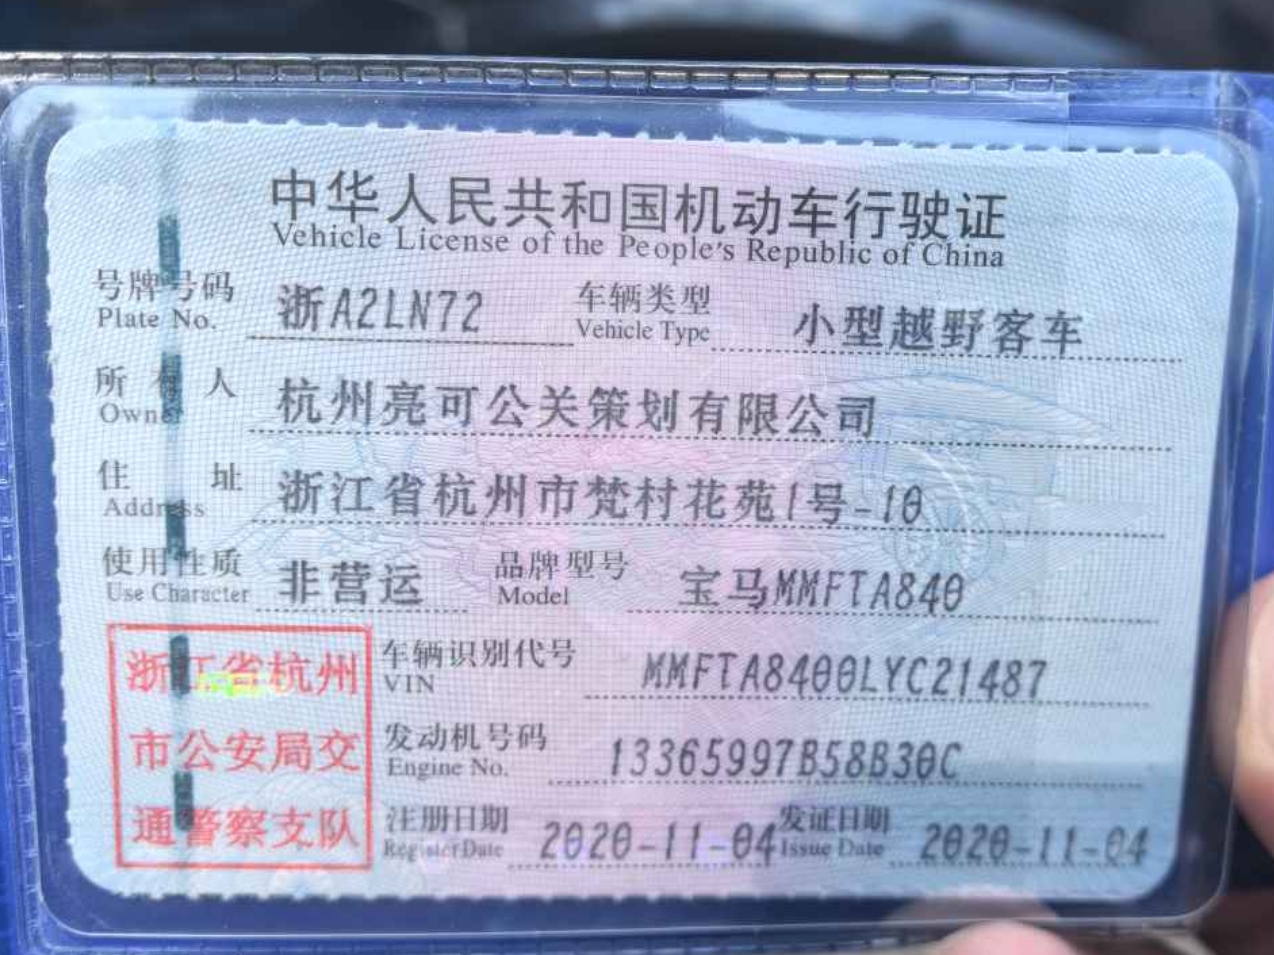 中华人民共和国机动车行驶证
Vehicle License of the People's Republic of China
号牌号码 浙A2LN72 车辆类型 小型越野客车
Plate No. Vehicle Type
所有人 杭州亮可公关策划有限公司
Owner
住址 浙江省杭州市梵村花苑1号-10
Address
使用性质 非营运 品牌型号 宝马MMFTA840
Use Character Model
车辆识别代号 MMFTA8400LYC21487
VIN
发动机号码 13365997B58B30C
Engine No.
注册日期 2020-11-04 发证日期 2020-11-04
Register Date Issue Date
浙江省杭州
市公安局交
通警察支队